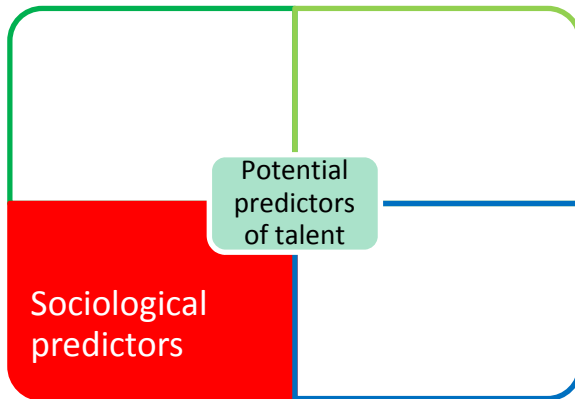 Potential
predictors
of talent
Sociological
predictors